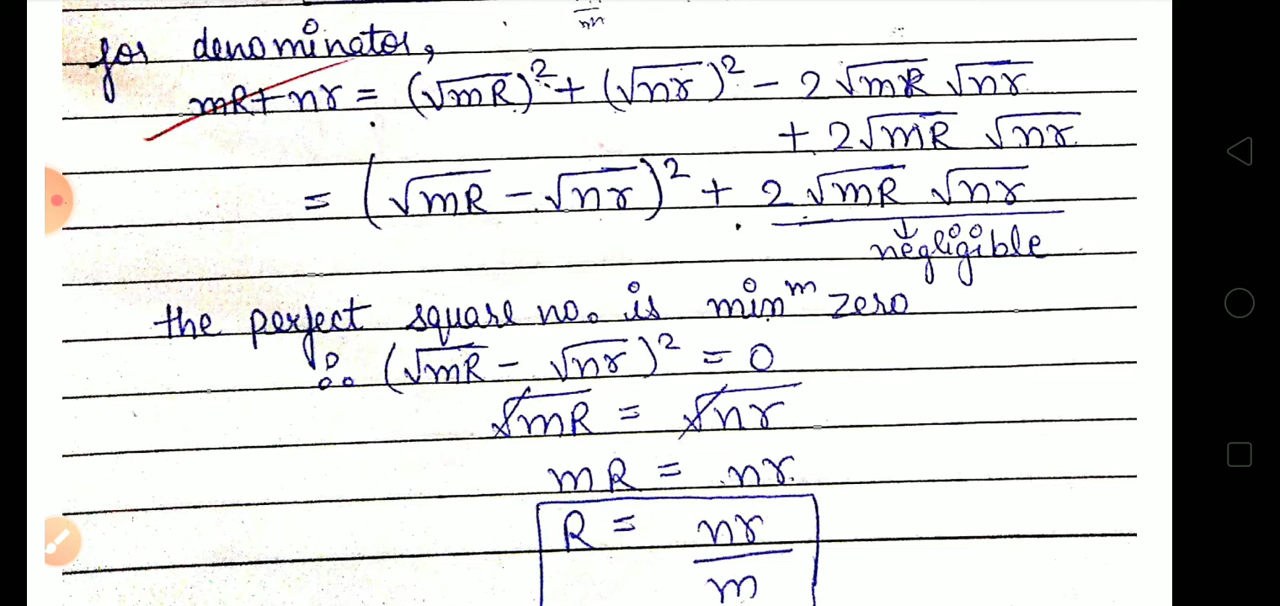 mn
for denominator,
mR + nr = (√mR)² + (√nr)² − 2√mR √nr
+ 2√mR √nr
= (√mR − √nr)² + 2√mR √nr
↓
negligible
the perfect square no. is minᵐ zero
∴ (√mR − √nr)² = 0
√mR = √nr
mR = nr.
R = nr/m